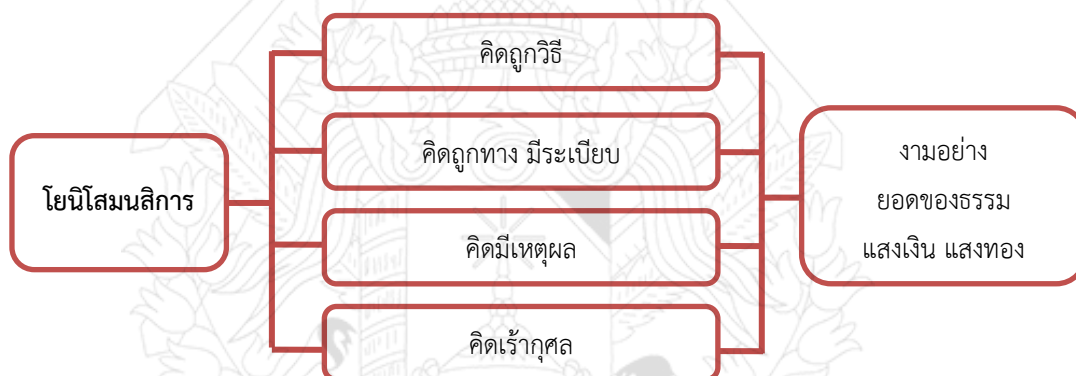 โยนิโสมนสิการ
คิดถูกวิธี
คิดถูกทาง มีระเบียบ
คิดมีเหตุผล
คิดเร้ากุศล
งามอย่าง
ยอดของธรรม
แสงเงิน แสงทอง